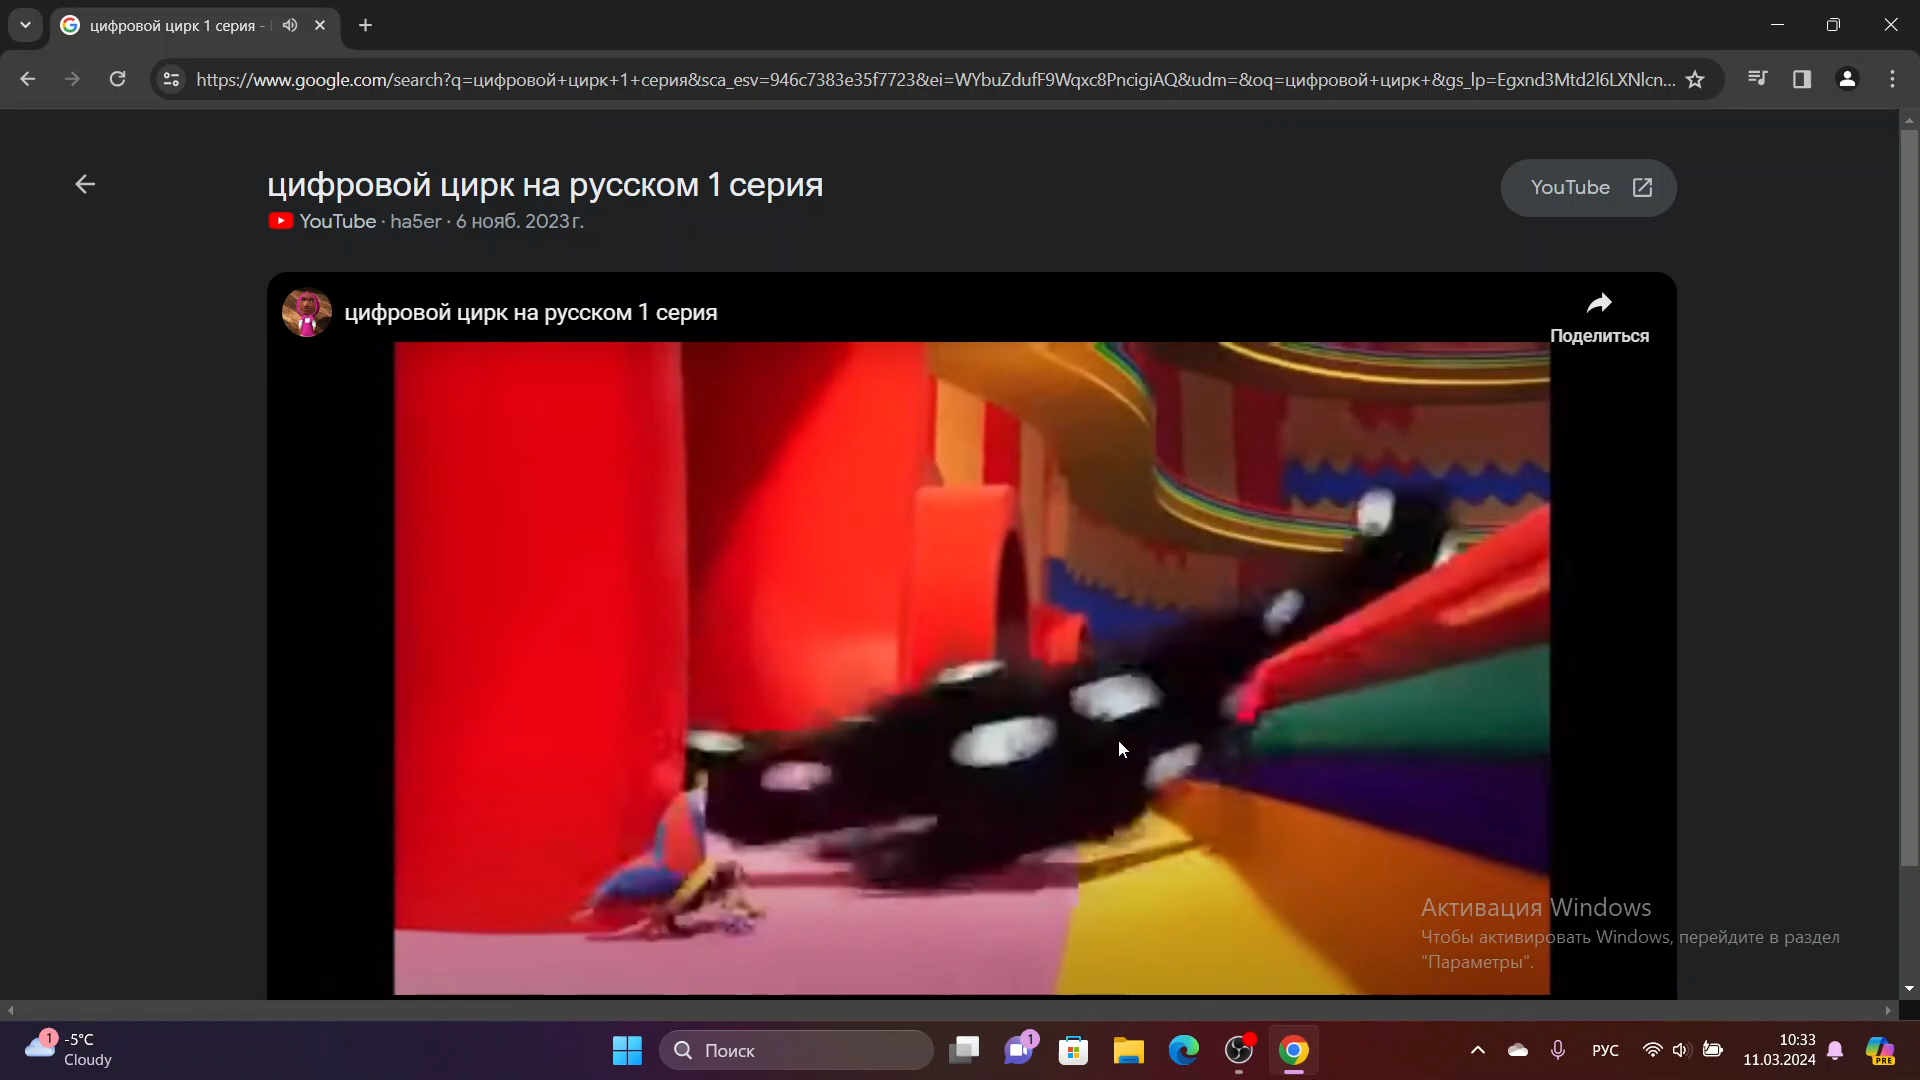 цифровой цирк 1 серия -
https://www.google.com/search?q=цифровой+цирк+1+серия&sca_esv=946c7383e35f7723&ei=WYbuZdufF9Wqxc8PncigiAQ&udm=&oq=цифровой+цирк+&gs_lp=Egxnd3Mtd2l6LXNlcn...
цифровой цирк на русском 1 серия
YouTube · ha5er · 6 нояб. 2023 г.
YouTube
цифровой цирк на русском 1 серия
Поделиться
Активация Windows
Чтобы активировать Windows, перейдите в раздел
"Параметры".
1
-5°C
Cloudy
Поиск
1
РУС
10:33
11.03.2024
PRE